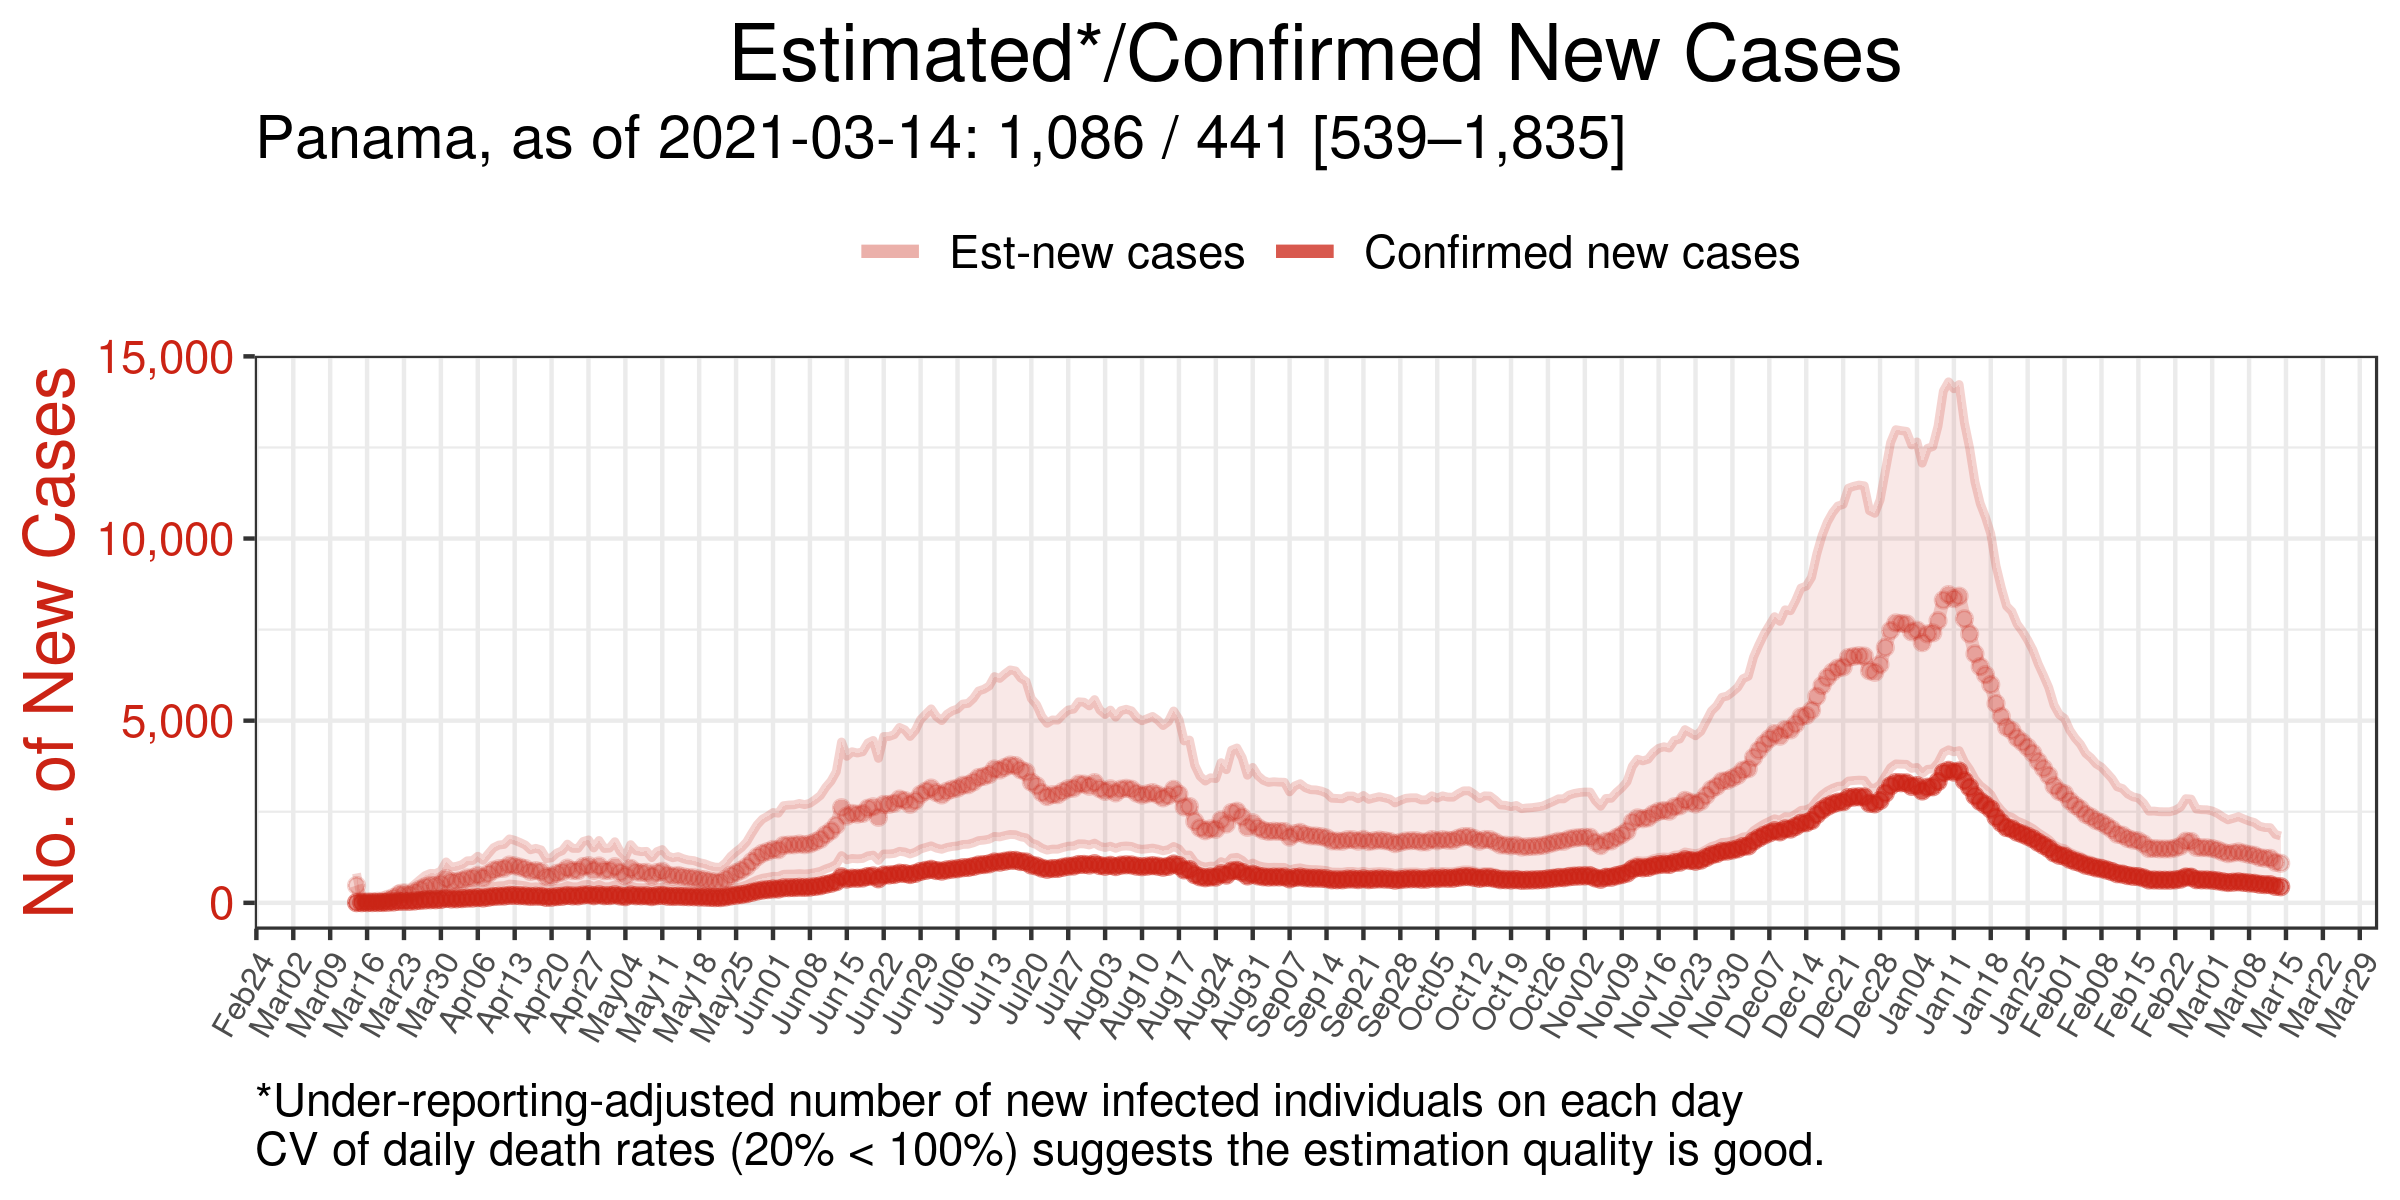 Estimated*/Confirmed New Cases
Panama, as of 2021-03-14: 1,086 / 441 [539–1,835]
Est-new cases Confirmed new cases
No. of New Cases
15,000
10,000
5,000
0
Feb24 Mar02 Mar09 Mar16 Mar23 Mar30 Apr06 Apr13 Apr20 Apr27 May04 May11 May18 May25 Jun01 Jun08 Jun15 Jun22 Jun29 Jul06 Jul13 Jul20 Jul27 Aug03 Aug10 Aug17 Aug24 Aug31 Sep07 Sep14 Sep21 Sep28 Oct05 Oct12 Oct19 Oct26 Nov02 Nov09 Nov16 Nov23 Nov30 Dec07 Dec14 Dec21 Dec28 Jan04 Jan11 Jan18 Jan25 Feb01 Feb08 Feb15 Feb22 Mar01 Mar08 Mar15 Mar22 Mar29
*Under-reporting-adjusted number of new infected individuals on each day
CV of daily death rates (20% < 100%) suggests the estimation quality is good.